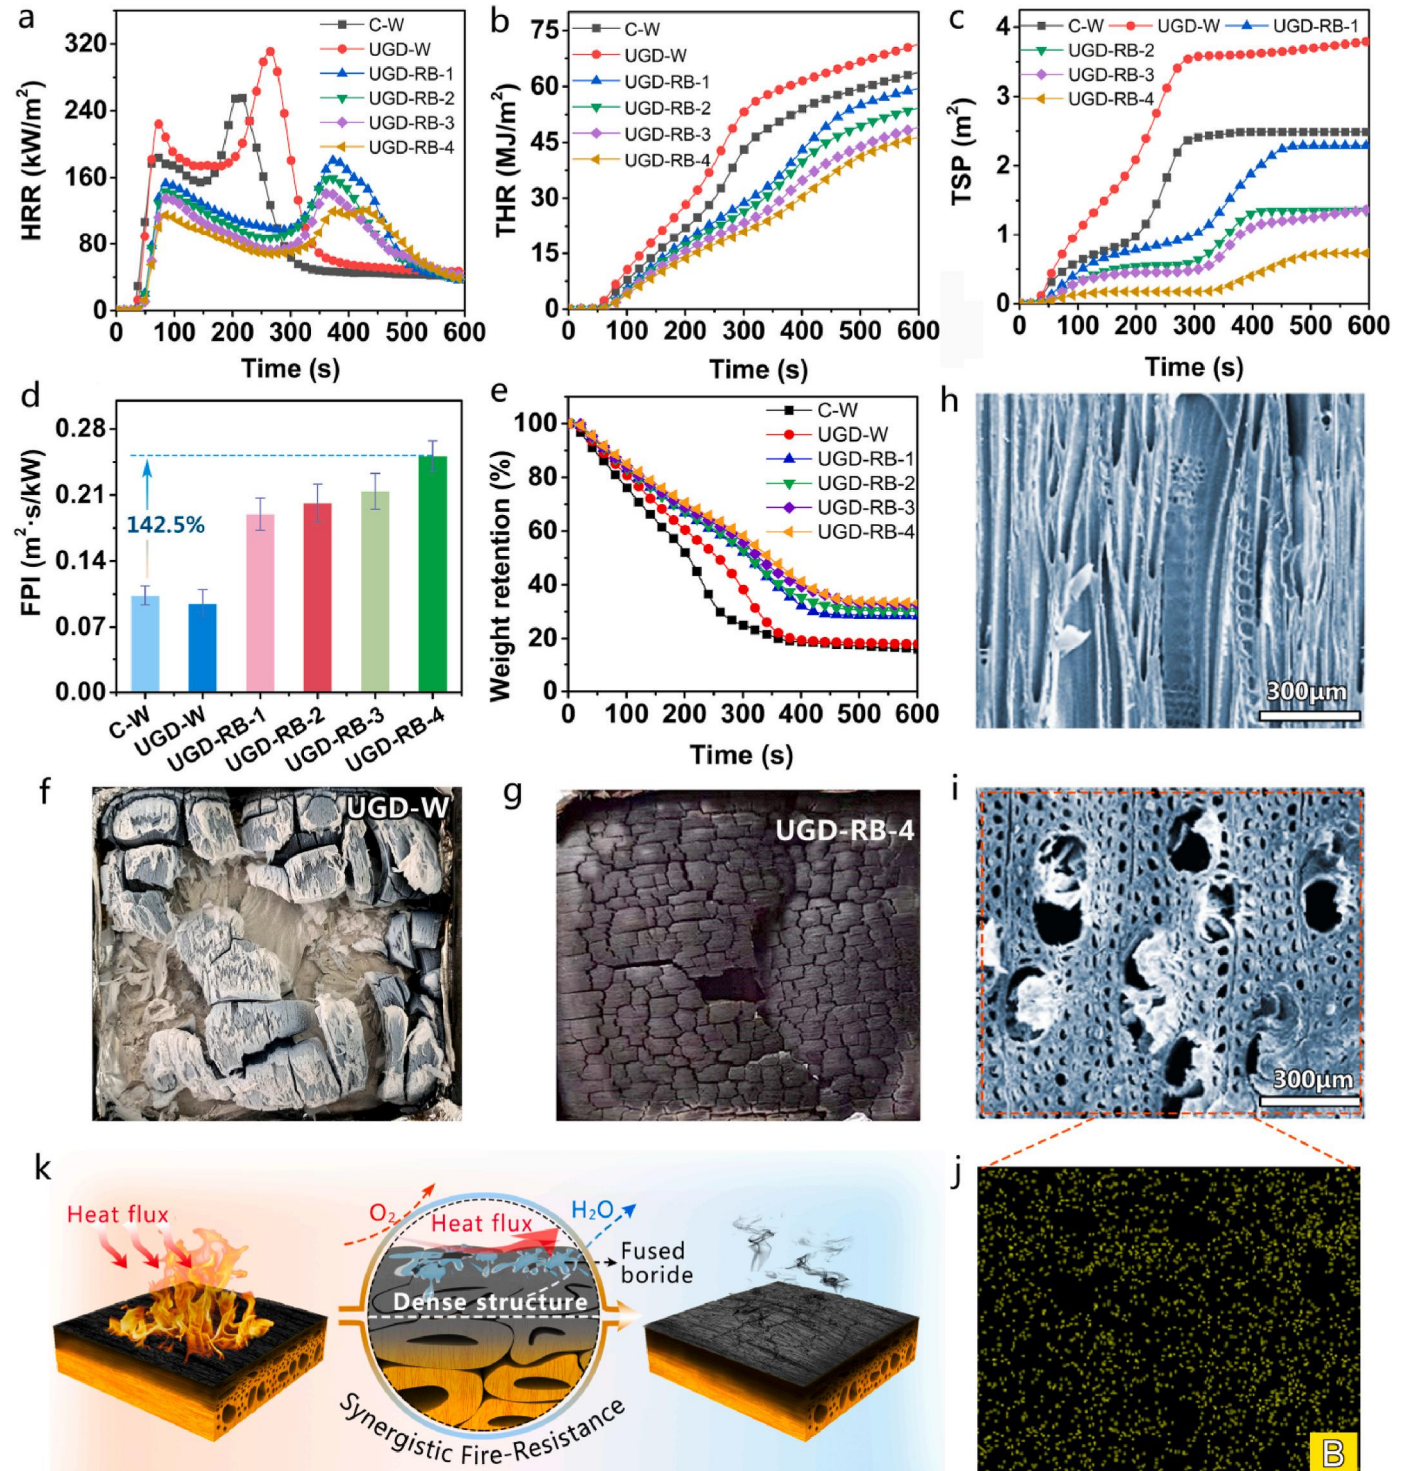 a
320
240
160
80
0
HRR (kW/m²)
C-W
UGD-W
UGD-RB-1
UGD-RB-2
UGD-RB-3
UGD-RB-4
0 100 200 300 400 500 600
Time (s)
b
75
60
45
30
15
0
THR (MJ/m²)
C-W
UGD-W
UGD-RB-1
UGD-RB-2
UGD-RB-3
UGD-RB-4
0 100 200 300 400 500 600
Time (s)
c
4
3
2
1
0
TSP (m²)
C-W UGD-W UGD-RB-1
UGD-RB-2
UGD-RB-3
UGD-RB-4
0 100 200 300 400 500 600
Time (s)
d
0.28
0.21
0.14
0.07
0.00
FPI (m²·s/kW)
142.5%
C-W
UGD-W
UGD-RB-1
UGD-RB-2
UGD-RB-3
UGD-RB-4
e
100
80
60
40
20
0
Weight retention (%)
C-W
UGD-W
UGD-RB-1
UGD-RB-2
UGD-RB-3
UGD-RB-4
0 100 200 300 400 500 600
Time (s)
h
300μm
f
UGD-W
g
UGD-RB-4
i
300μm
k
Heat flux
O₂
Heat flux
H₂O
Fused
boride
Dense structure
Synergistic Fire-Resistance
j
B